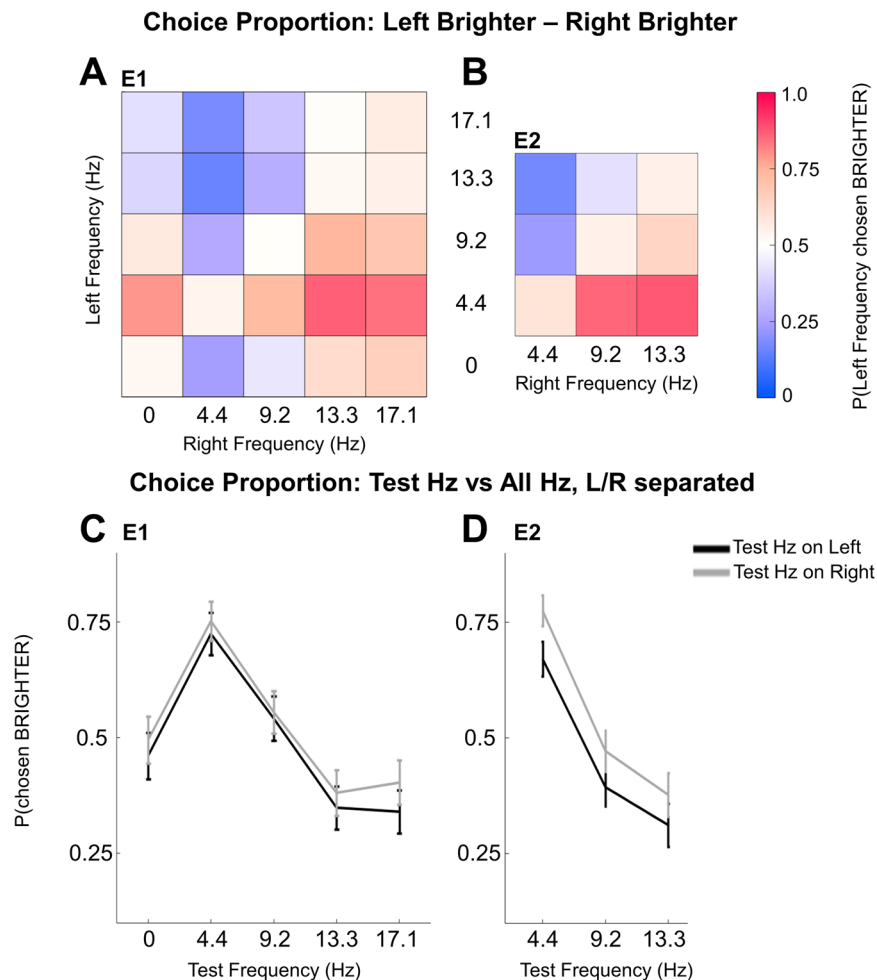 Choice Proportion: Left Brighter – Right Brighter
A E1
B
E2
Left Frequency (Hz)
17.1
13.3
9.2
4.4
0
0 4.4 9.2 13.3 17.1
Right Frequency (Hz)
4.4 9.2 13.3
Right Frequency (Hz)
1.0
0.75
0.5
0.25
0
P(Left Frequency chosen BRIGHTER)
Choice Proportion: Test Hz vs All Hz, L/R separated
C E1
D E2
Test Hz on Left
Test Hz on Right
P(chosen BRIGHTER)
0.75
0.5
0.25
0 4.4 9.2 13.3 17.1
Test Frequency (Hz)
0.75
0.5
0.25
4.4 9.2 13.3
Test Frequency (Hz)